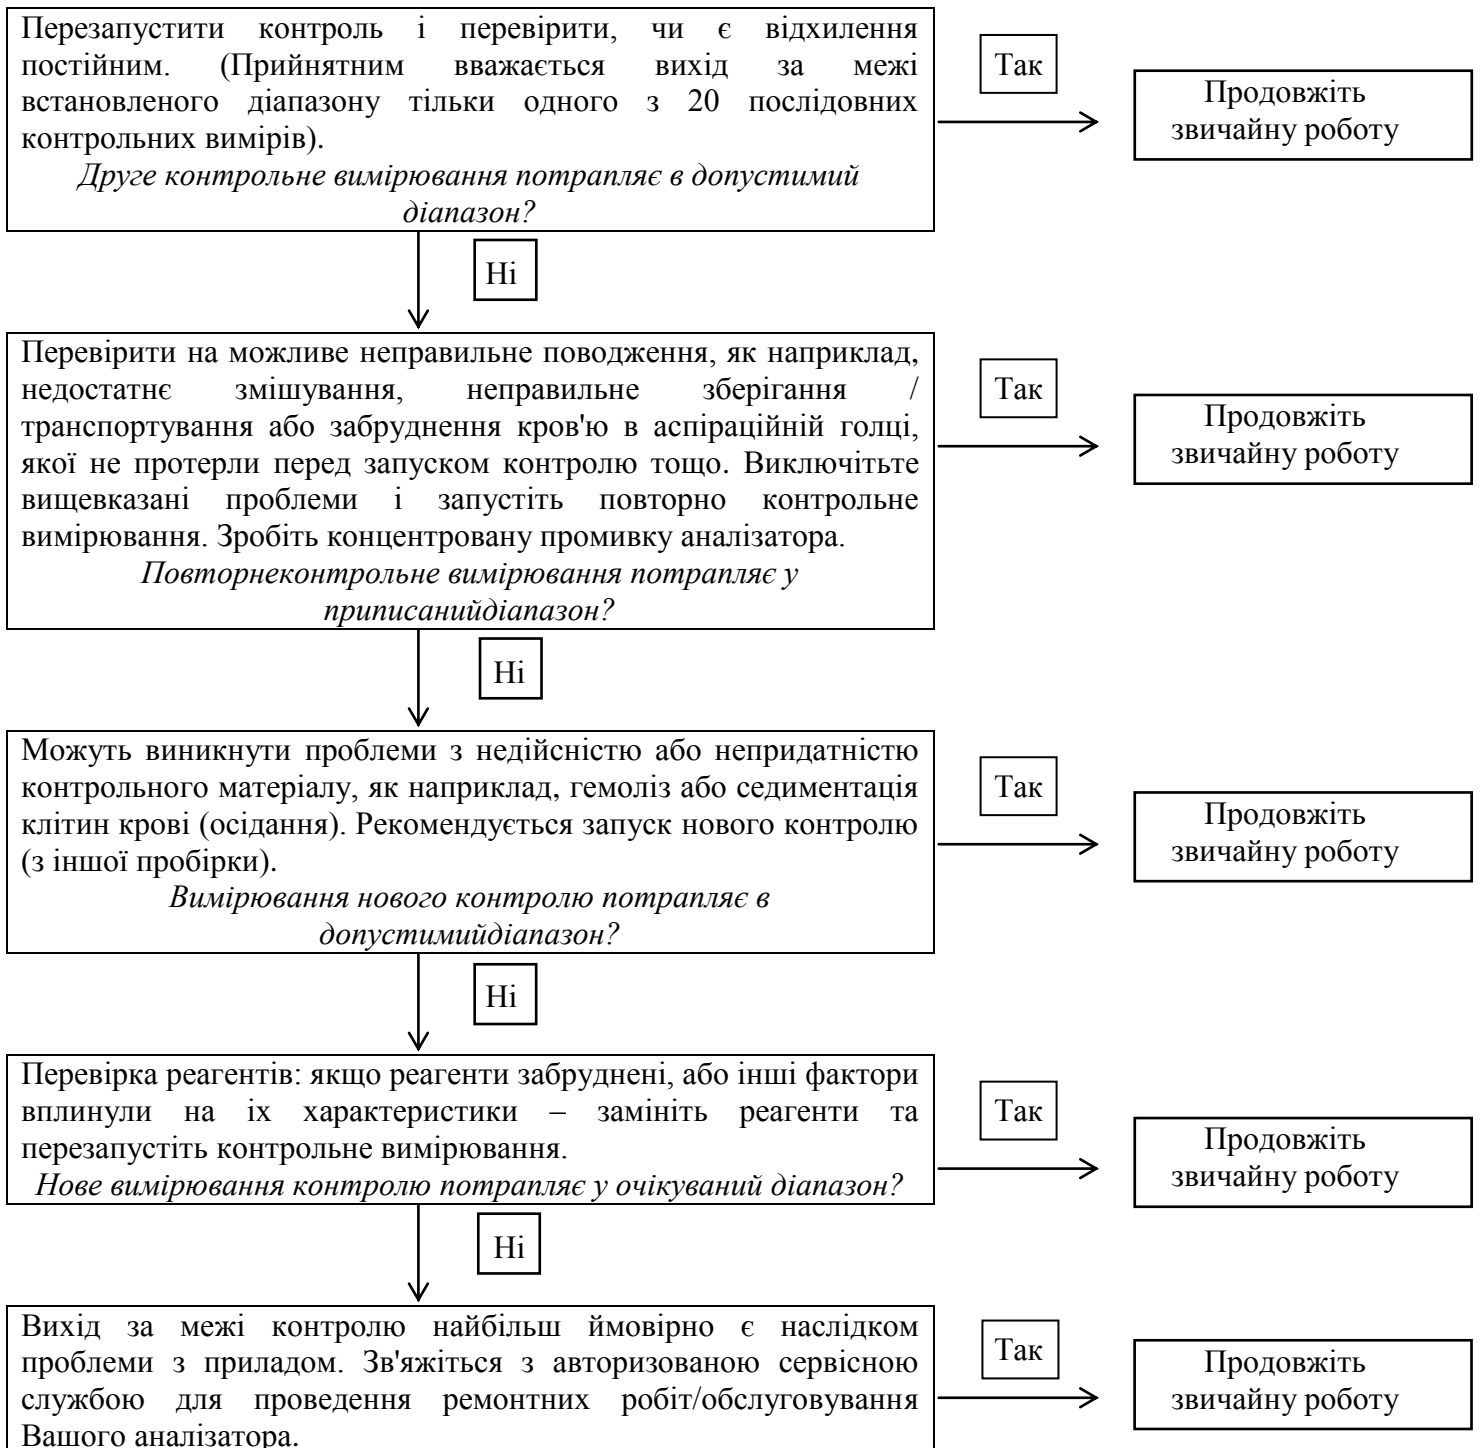 Перезапустити контроль і перевірити, чи є відхилення
постійним. (Прийнятним вважається вихід за межі
встановленого діапазону тільки одного з 20 послідовних
контрольних вимірів).
Друге контрольне вимірювання потрапляє в допустимий
діапазон?
Так
Продовжіть
звичайну роботу
Ні
Перевірити на можливе неправильне поводження, як наприклад,
недостатнє змішування, неправильне зберігання /
транспортування або забруднення кров'ю в аспіраційній голці,
якої не протерли перед запуском контролю тощо. Виключітьте
вищевказані проблеми і запустіть повторно контрольне
вимірювання. Зробіть концентровану промивку аналізатора.
Повторнеконтрольне вимірювання потрапляє у
приписанийдіапазон?
Так
Продовжіть
звичайну роботу
Ні
Можуть виникнути проблеми з недійсністю або непридатністю
контрольного матеріалу, як наприклад, гемоліз або седиментація
клітин крові (осідання). Рекомендується запуск нового контролю
(з іншої пробірки).
Вимірювання нового контролю потрапляє в
допустимийдіапазон?
Так
Продовжіть
звичайну роботу
Ні
Перевірка реагентів: якщо реагенти забруднені, або інші фактори
вплинули на їх характеристики – замініть реагенти та
перезапустіть контрольне вимірювання.
Нове вимірювання контролю потрапляє у очікуваний діапазон?
Так
Продовжіть
звичайну роботу
Ні
Вихід за межі контролю найбільш ймовірно є наслідком
проблеми з приладом. Зв'яжіться з авторизованою сервісною
службою для проведення ремонтних робіт/обслуговування
Вашого аналізатора.
Так
Продовжіть
звичайну роботу